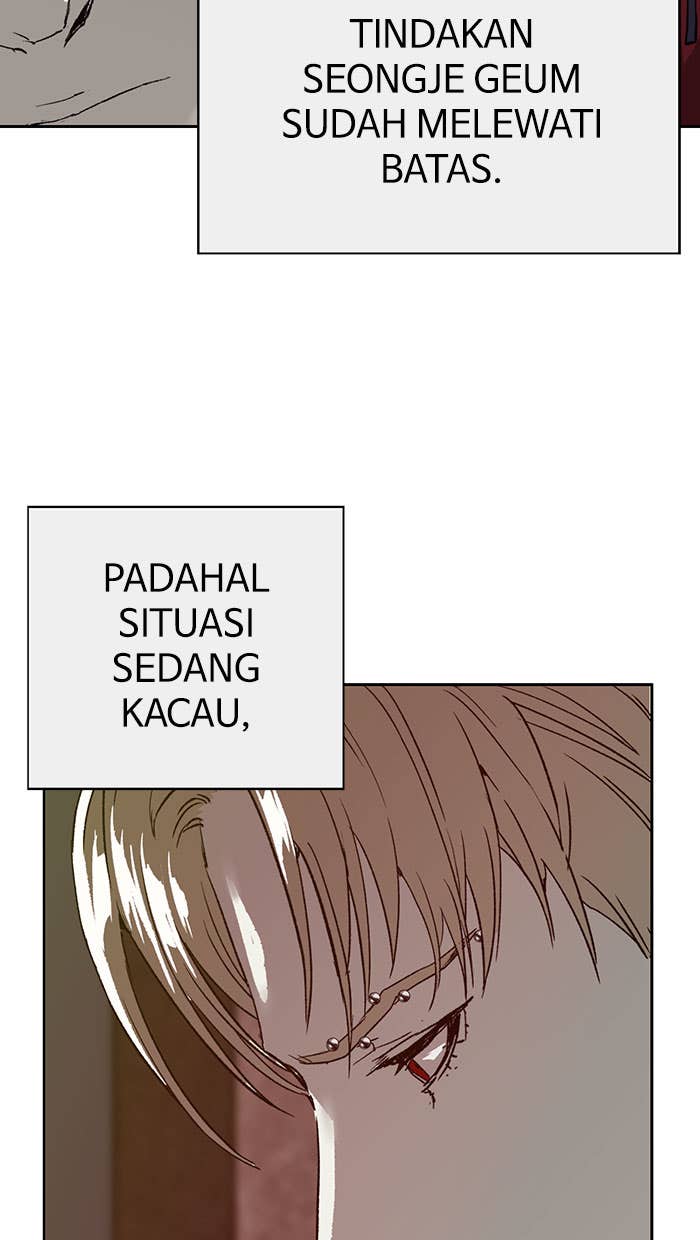 TINDAKAN
SEONGJE GEUM
SUDAH MELEWATI
BATAS.
PADAHAL
SITUASI
SEDANG
KACAU,